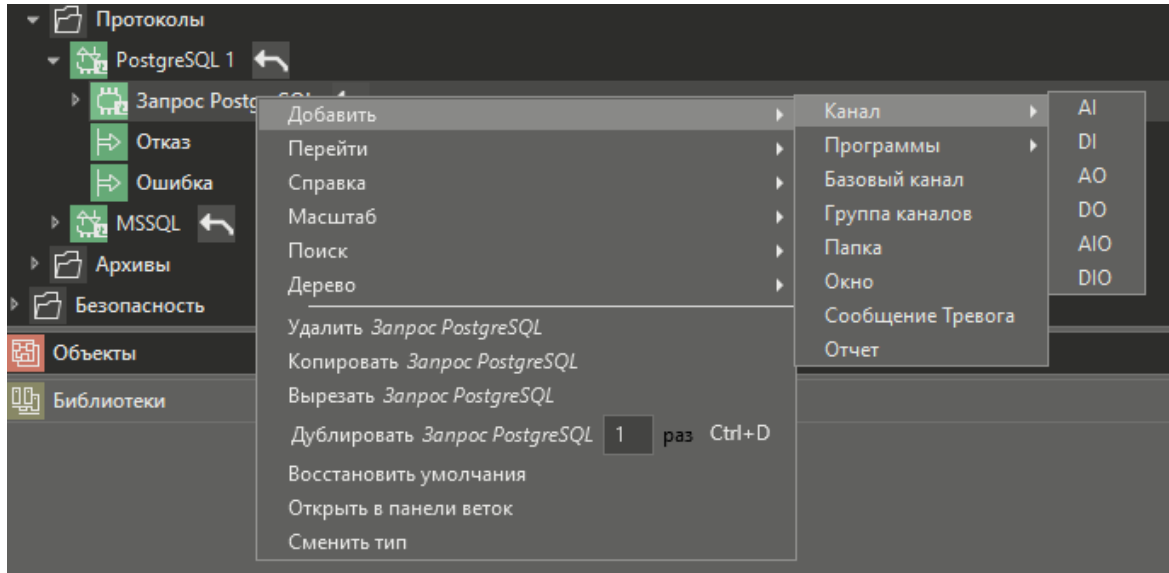 Протоколы
PostgreSQL 1
Запрос Postg
Отказ
Ошибка
MSSQL
Архивы
Безопасность
Объекты
Библиотеки
Добавить
Перейти
Справка
Масштаб
Поиск
Дерево
Удалить Запрос PostgreSQL
Копировать Запрос PostgreSQL
Вырезать Запрос PostgreSQL
Дублировать Запрос PostgreSQL 1 раз Ctrl+D
Восстановить умолчания
Открыть в панели веток
Сменить тип
Канал
Программы
Базовый канал
Группа каналов
Папка
Окно
Сообщение Тревога
Отчет
AI
DI
AO
DO
AIO
DIO